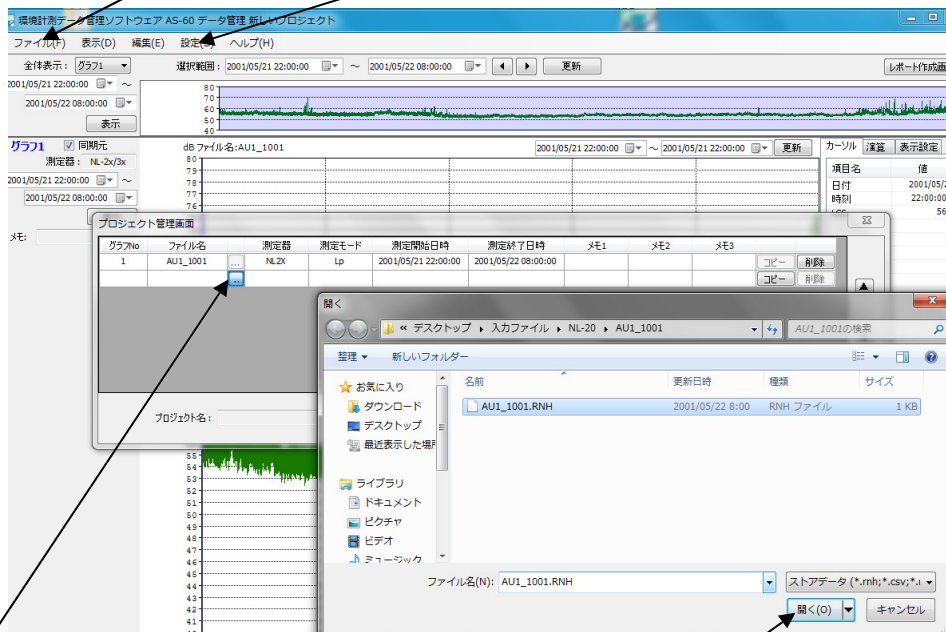 環境計測データ管理ソフトウェア AS-60 データ管理 新しいプロジェクト
ファイル(F) 表示(D) 編集(E) 設定 ヘルプ(H)
全体表示： グラフ1 選択範囲： 2001/05/21 22:00:00 ～ 2001/05/22 08:00:00 更新 レポート作成画
2001/05/21 22:00:00 ～
2001/05/22 08:00:00
表示
80
70
60
50
40
グラフ1 同期元 dB ファイル名:AU1_1001 2001/05/21 22:00:00 ～ 2001/05/21 22:00:00 更新 カーソル 演算 表示設定
測定器： NL-2x/3x
2001/05/21 22:00:00 ～
2001/05/22 08:00:00
メモ:
80
79
78
77
76
項目名 値
日付 2001/05/2
時刻 22:00:00
56
プロジェクト管理画面
グラフNo ファイル名 測定器 測定モード 測定開始日時 測定終了日時 メモ1 メモ2 メモ3
1 AU1_1001 ... NL2X Lp 2001/05/21 22:00:00 2001/05/22 08:00:00 コピー 削除
... コピー 削除
プロジェクト名：
開く
« デスクトップ 入力ファイル NL-20 AU1_1001 AU1_1001の検索
整理 新しいフォルダー
お気に入り
ダウンロード
デスクトップ
最近表示した場所
ライブラリ
ドキュメント
ピクチャ
ビデオ
ミュージック
名前 更新日時 種類 サイズ
AU1_1001.RNH 2001/05/22 8:00 RNH ファイル 1 KB
ファイル名(N): AU1_1001.RNH ストアデータ (*.rnh;*.csv;*.r
開く(O) キャンセル
55
54
53
52
51
50
49
48
47
46
45
44
43
42
41